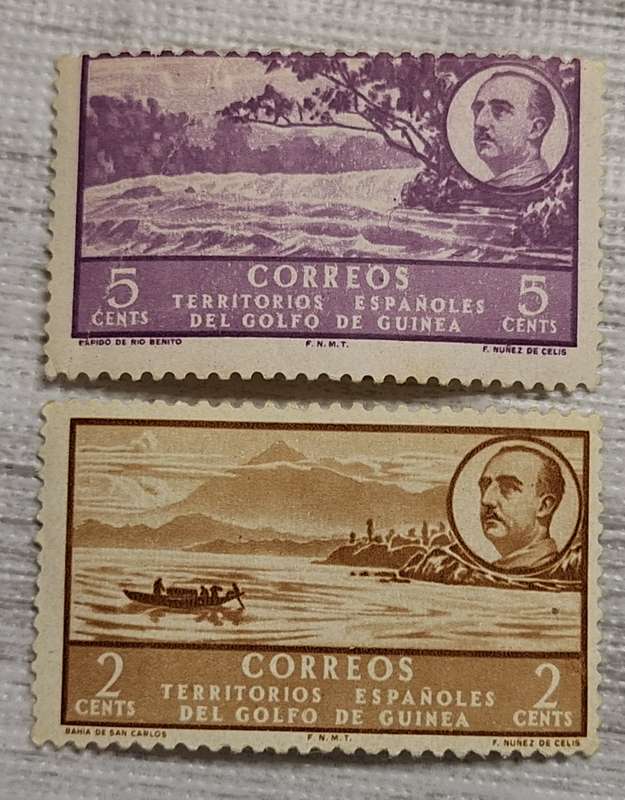 5 CENTS CORREOS 5 CENTS
TERRITORIOS ESPAÑOLES
DEL GOLFO DE GUINEA
RAPIDO DE RIO BENITO F. N. M. T. F. NUÑEZ DE CELIS
2 CENTS CORREOS 2 CENTS
TERRITORIOS ESPAÑOLES
DEL GOLFO DE GUINEA
BAHIA DE SAN CARLOS F. N. M. T. F. NUÑEZ DE CELIS